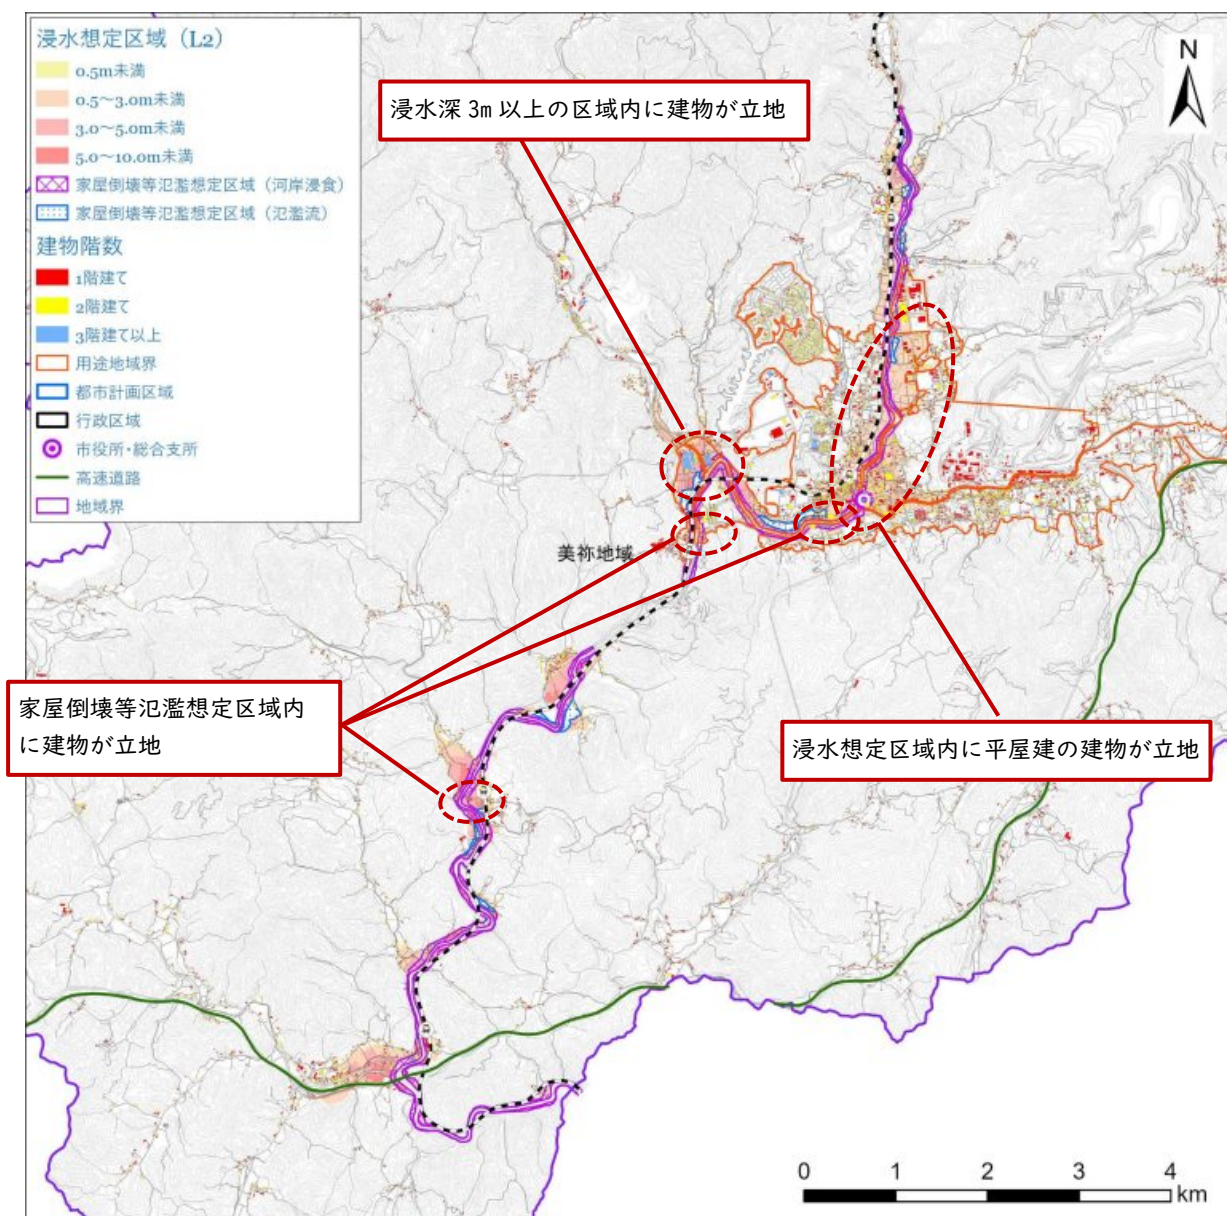 浸水想定区域（L2）
0.5m未満
0.5～3.0m未満
3.0～5.0m未満
5.0～10.0m未満
家屋倒壊等氾濫想定区域（河岸浸食）
家屋倒壊等氾濫想定区域（氾濫流）
建物階数
1階建て
2階建て
3階建て以上
用途地域界
都市計画区域
行政区域
市役所・総合支所
高速道路
地域界
浸水深 3m 以上の区域内に建物が立地
N
美祢地域
家屋倒壊等氾濫想定区域内
に建物が立地
浸水想定区域内に平屋建の建物が立地
0 1 2 3 4
km